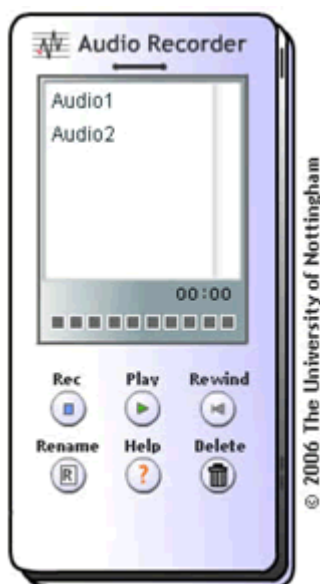 Audio Recorder
Audio1
Audio2
00:00
Rec Play Rewind
Rename Help Delete
R ?
© 2006 The University of Nottingham